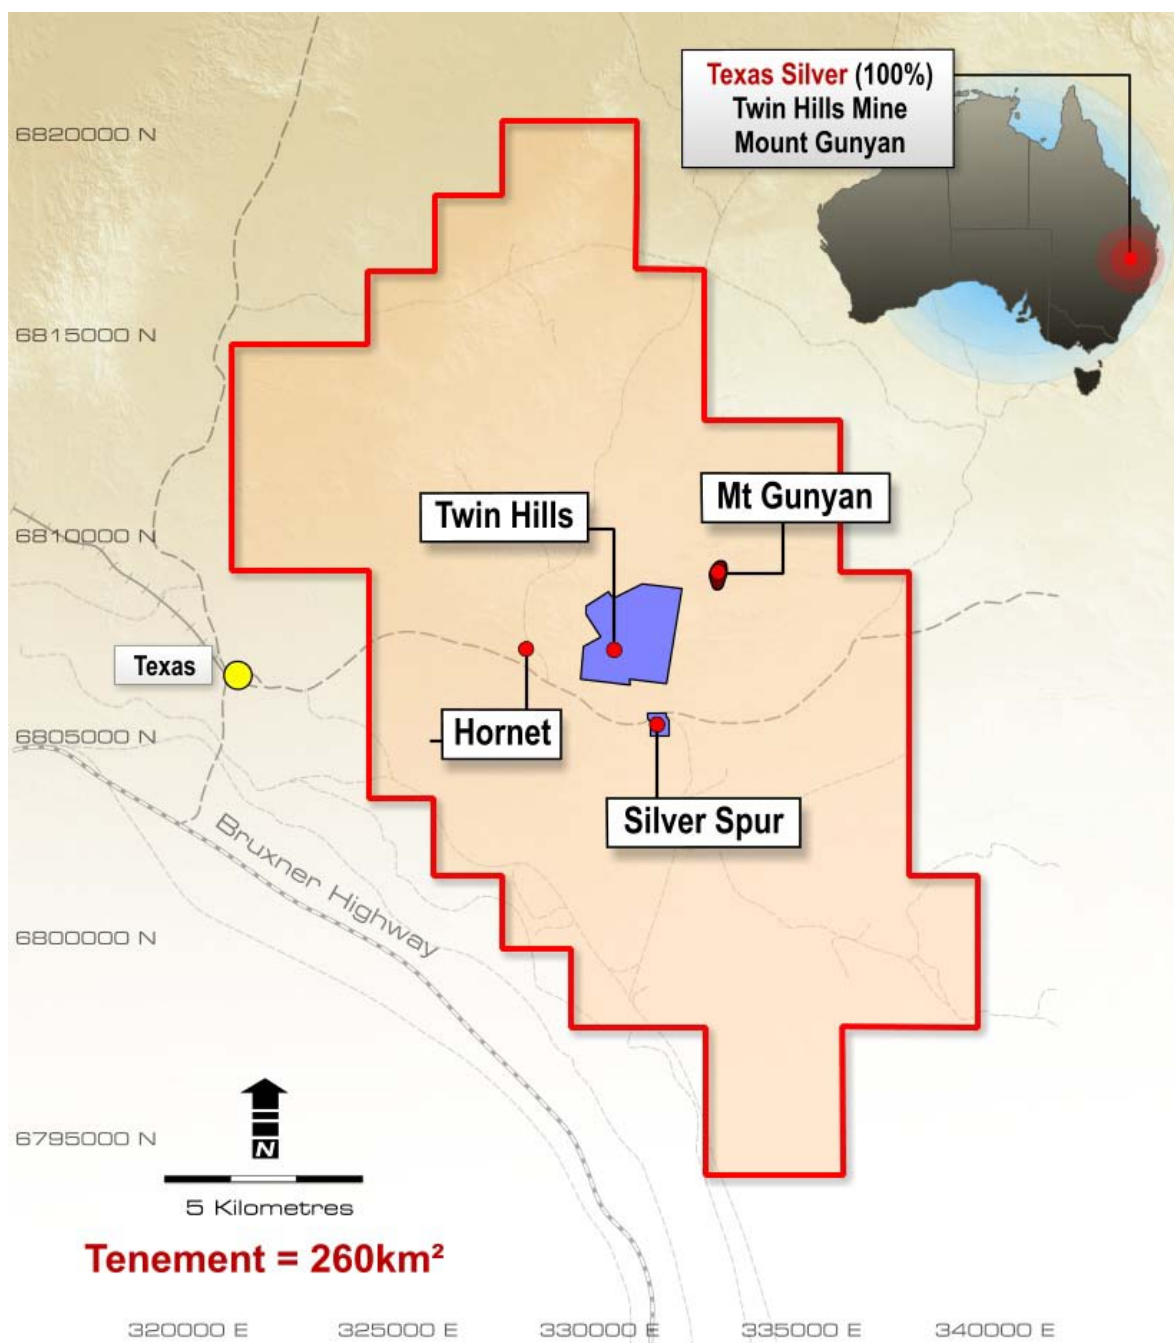 Texas Silver (100%)
Twin Hills Mine
Mount Gunyan
6820000 N
6815000 N
Mt Gunyan
Twin Hills
6810000 N
Texas
Hornet
6805000 N
Silver Spur
Bruxner Highway
6800000 N
6795000 N
N
5 Kilometres
Tenement = 260km²
320000 E
325000 E
330000 E
335000 E
340000 E